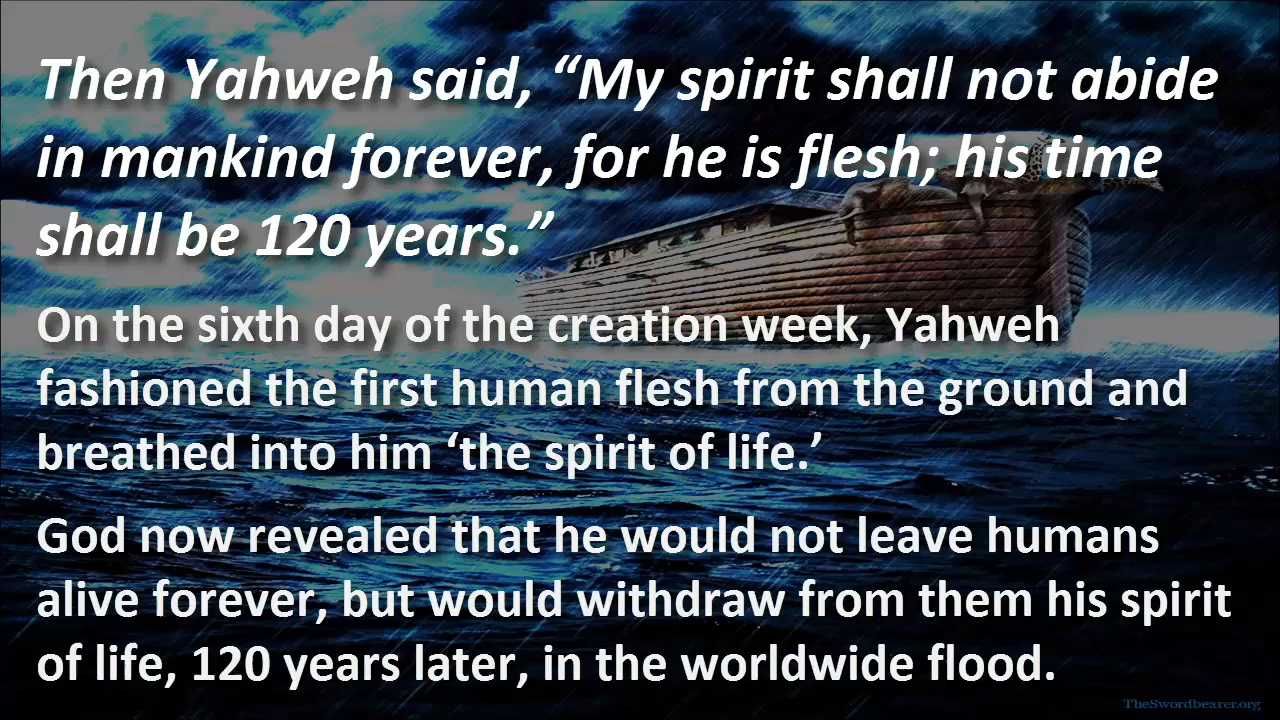 Then Yahweh said, “My spirit shall not abide
in mankind forever, for he is flesh; his time
shall be 120 years.”
On the sixth day of the creation week, Yahweh
fashioned the first human flesh from the ground and
breathed into him ‘the spirit of life.’
God now revealed that he would not leave humans
alive forever, but would withdraw from them his spirit
of life, 120 years later, in the worldwide flood.
TheSwordbearer.org